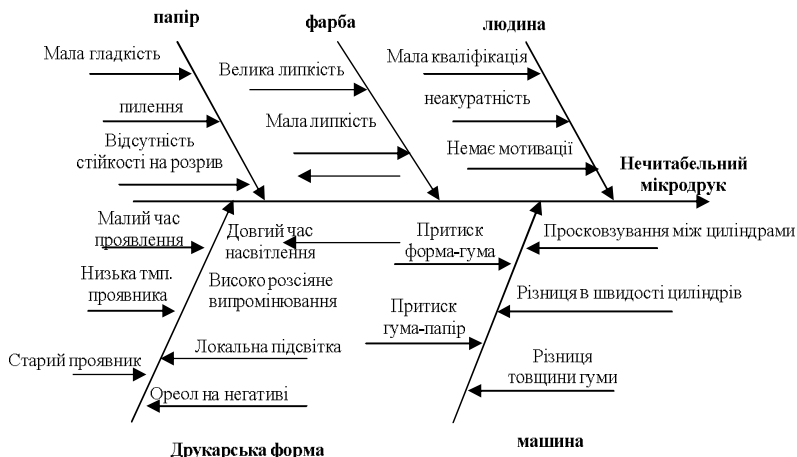 папір
фарба
людина
Мала гладкість
Велика липкість
Мала кваліфікація
пилення
неакуратність
Мала липкість
Відсутність
стійкості на розрив
Немає мотивації
Нечитабельний
мікродрук
Малий час
проявлення
Довгий час
насвітлення
Притиск
форма-гума
Просковзування між циліндрами
Низька тмп.
проявника
Високо розсіяне
випромінювання
Різниця в швидості циліндрів
Притиск
гума-папір
Старий проявник
Локальна підсвітка
Різниця
товщини гуми
Ореол на негативі
Друкарська форма
машина